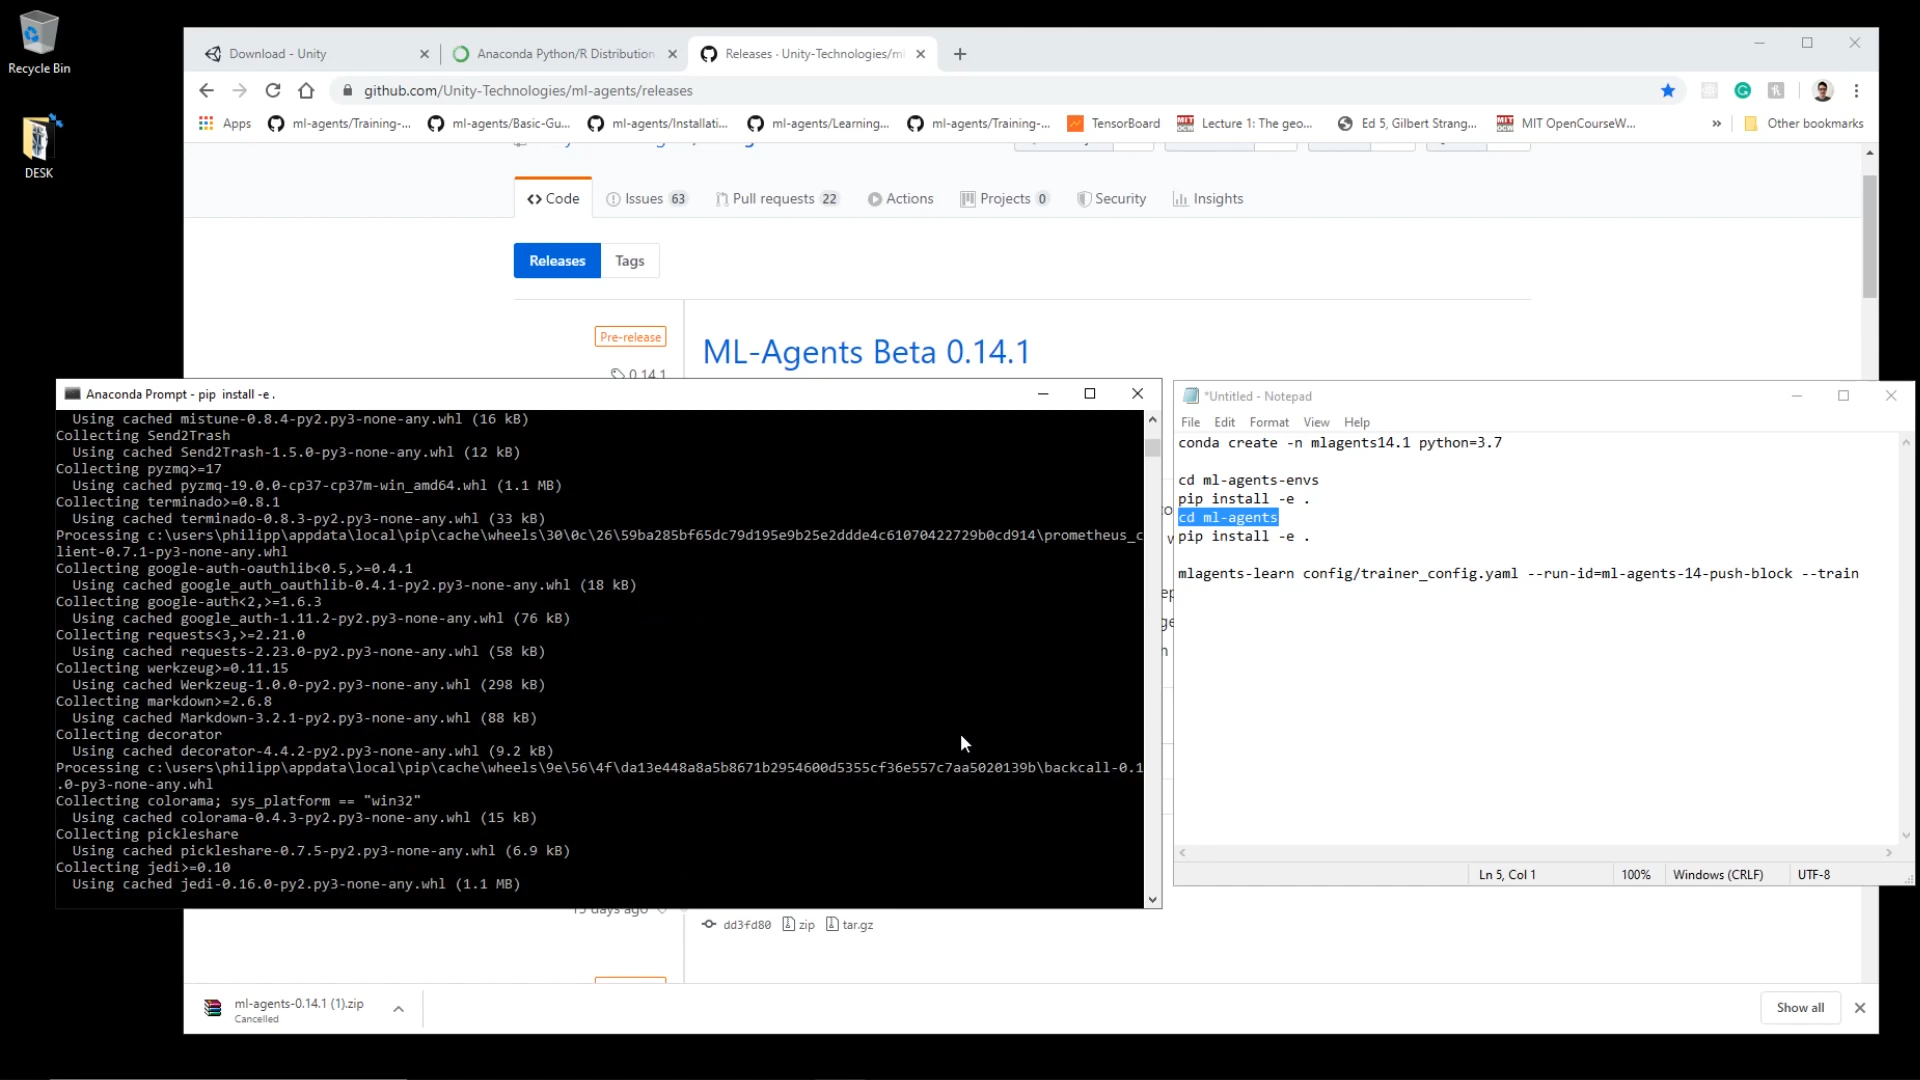 Recycle Bin
DESK
Download - Unity
Anaconda Python/R Distribution
Releases · Unity-Technologies/ml
github.com/Unity-Technologies/ml-agents/releases
Apps
ml-agents/Training-...
ml-agents/Basic-Gu...
ml-agents/Installati...
ml-agents/Learning...
ml-agents/Training-...
TensorBoard
Lecture 1: The geo...
Ed 5, Gilbert Strang...
MIT OpenCourseW...
»
Other bookmarks
<> Code
Issues 63
Pull requests 22
Actions
Projects 0
Security
Insights
Releases
Tags
Pre-release
ML-Agents Beta 0.14.1
0.14.1
Anaconda Prompt - pip  install -e .
Using cached mistune-0.8.4-py2.py3-none-any.whl (16 kB)
Collecting Send2Trash
Using cached Send2Trash-1.5.0-py3-none-any.whl (12 kB)
Collecting pyzmq>=17
Using cached pyzmq-19.0.0-cp37-cp37m-win_amd64.whl (1.1 MB)
Collecting terminado>=0.8.1
Using cached terminado-0.8.3-py2.py3-none-any.whl (33 kB)
Processing c:\users\philipp\appdata\local\pip\cache\wheels\30\0c\26\59ba285bf65dc79d195e9b25e2ddde4c61070422729b0cd914\prometheus_c
lient-0.7.1-py3-none-any.whl
Collecting google-auth-oauthlib<0.5,>=0.4.1
Using cached google_auth_oauthlib-0.4.1-py2.py3-none-any.whl (18 kB)
Collecting google-auth<2,>=1.6.3
Using cached google_auth-1.11.2-py2.py3-none-any.whl (76 kB)
Collecting requests<3,>=2.21.0
Using cached requests-2.23.0-py2.py3-none-any.whl (58 kB)
Collecting werkzeug>=0.11.15
Using cached Werkzeug-1.0.0-py2.py3-none-any.whl (298 kB)
Collecting markdown>=2.6.8
Using cached Markdown-3.2.1-py2.py3-none-any.whl (88 kB)
Collecting decorator
Using cached decorator-4.4.2-py2.py3-none-any.whl (9.2 kB)
Processing c:\users\philipp\appdata\local\pip\cache\wheels\9e\56\4f\da13e448a8a5b8671b2954600d5355cf36e557c7aa5020139b\backcall-0.1
.0-py3-none-any.whl
Collecting colorama; sys_platform == "win32"
Using cached colorama-0.4.3-py2.py3-none-any.whl (15 kB)
Collecting pickleshare
Using cached pickleshare-0.7.5-py2.py3-none-any.whl (6.9 kB)
Collecting jedi>=0.10
Using cached jedi-0.16.0-py2.py3-none-any.whl (1.1 MB)
*Untitled - Notepad
File Edit Format View Help
conda create -n mlagents14.1 python=3.7
cd ml-agents-envs
pip install -e .
cd ml-agents
pip install -e .
mlagents-learn config/trainer_config.yaml --run-id=ml-agents-14-push-block --train
Ln 5, Col 1
100%
Windows (CRLF)
UTF-8
dd3fd80 zip tar.gz
ml-agents-0.14.1 (1).zip
Cancelled
Show all